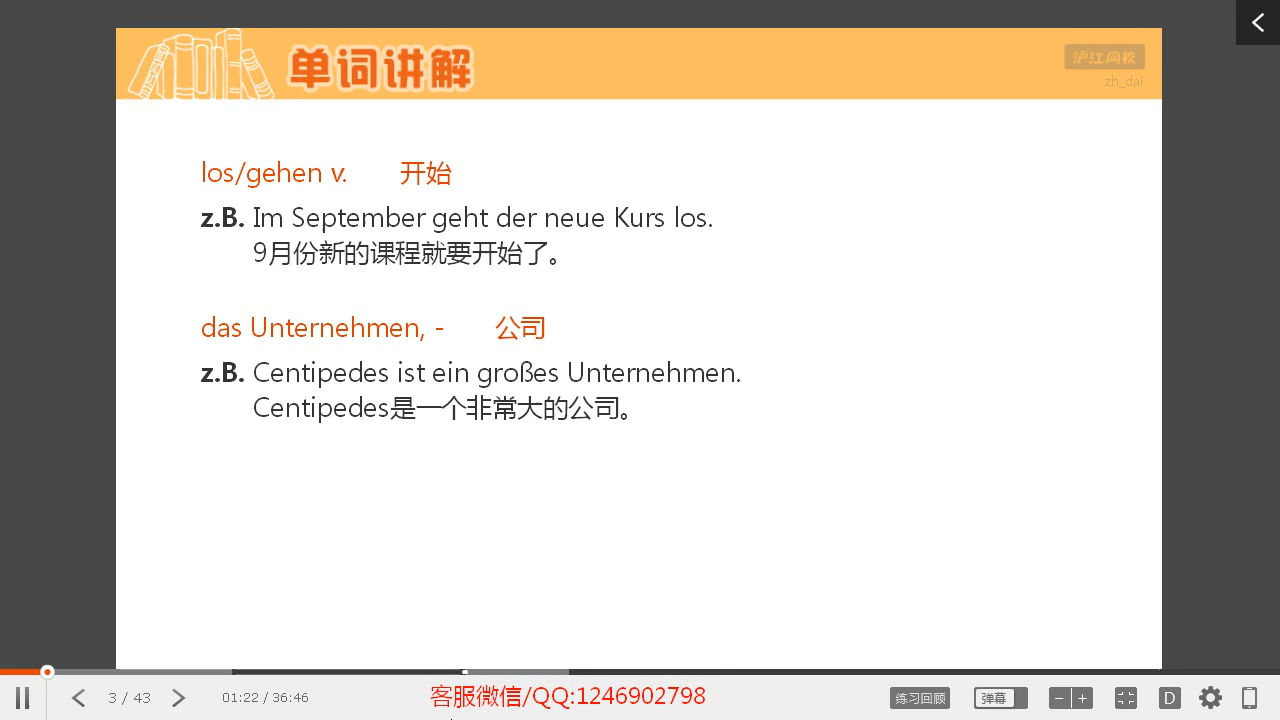 单词讲解
沪江网校
zh_dai
los/gehen v. 开始
z.B. Im September geht der neue Kurs los.
9月份新的课程就要开始了。
das Unternehmen, - 公司
z.B. Centipedes ist ein großes Unternehmen.
Centipedes是一个非常大的公司。
3 / 43
01:22 / 36:46
客服微信/QQ:1246902798
练习回顾
弹幕
D